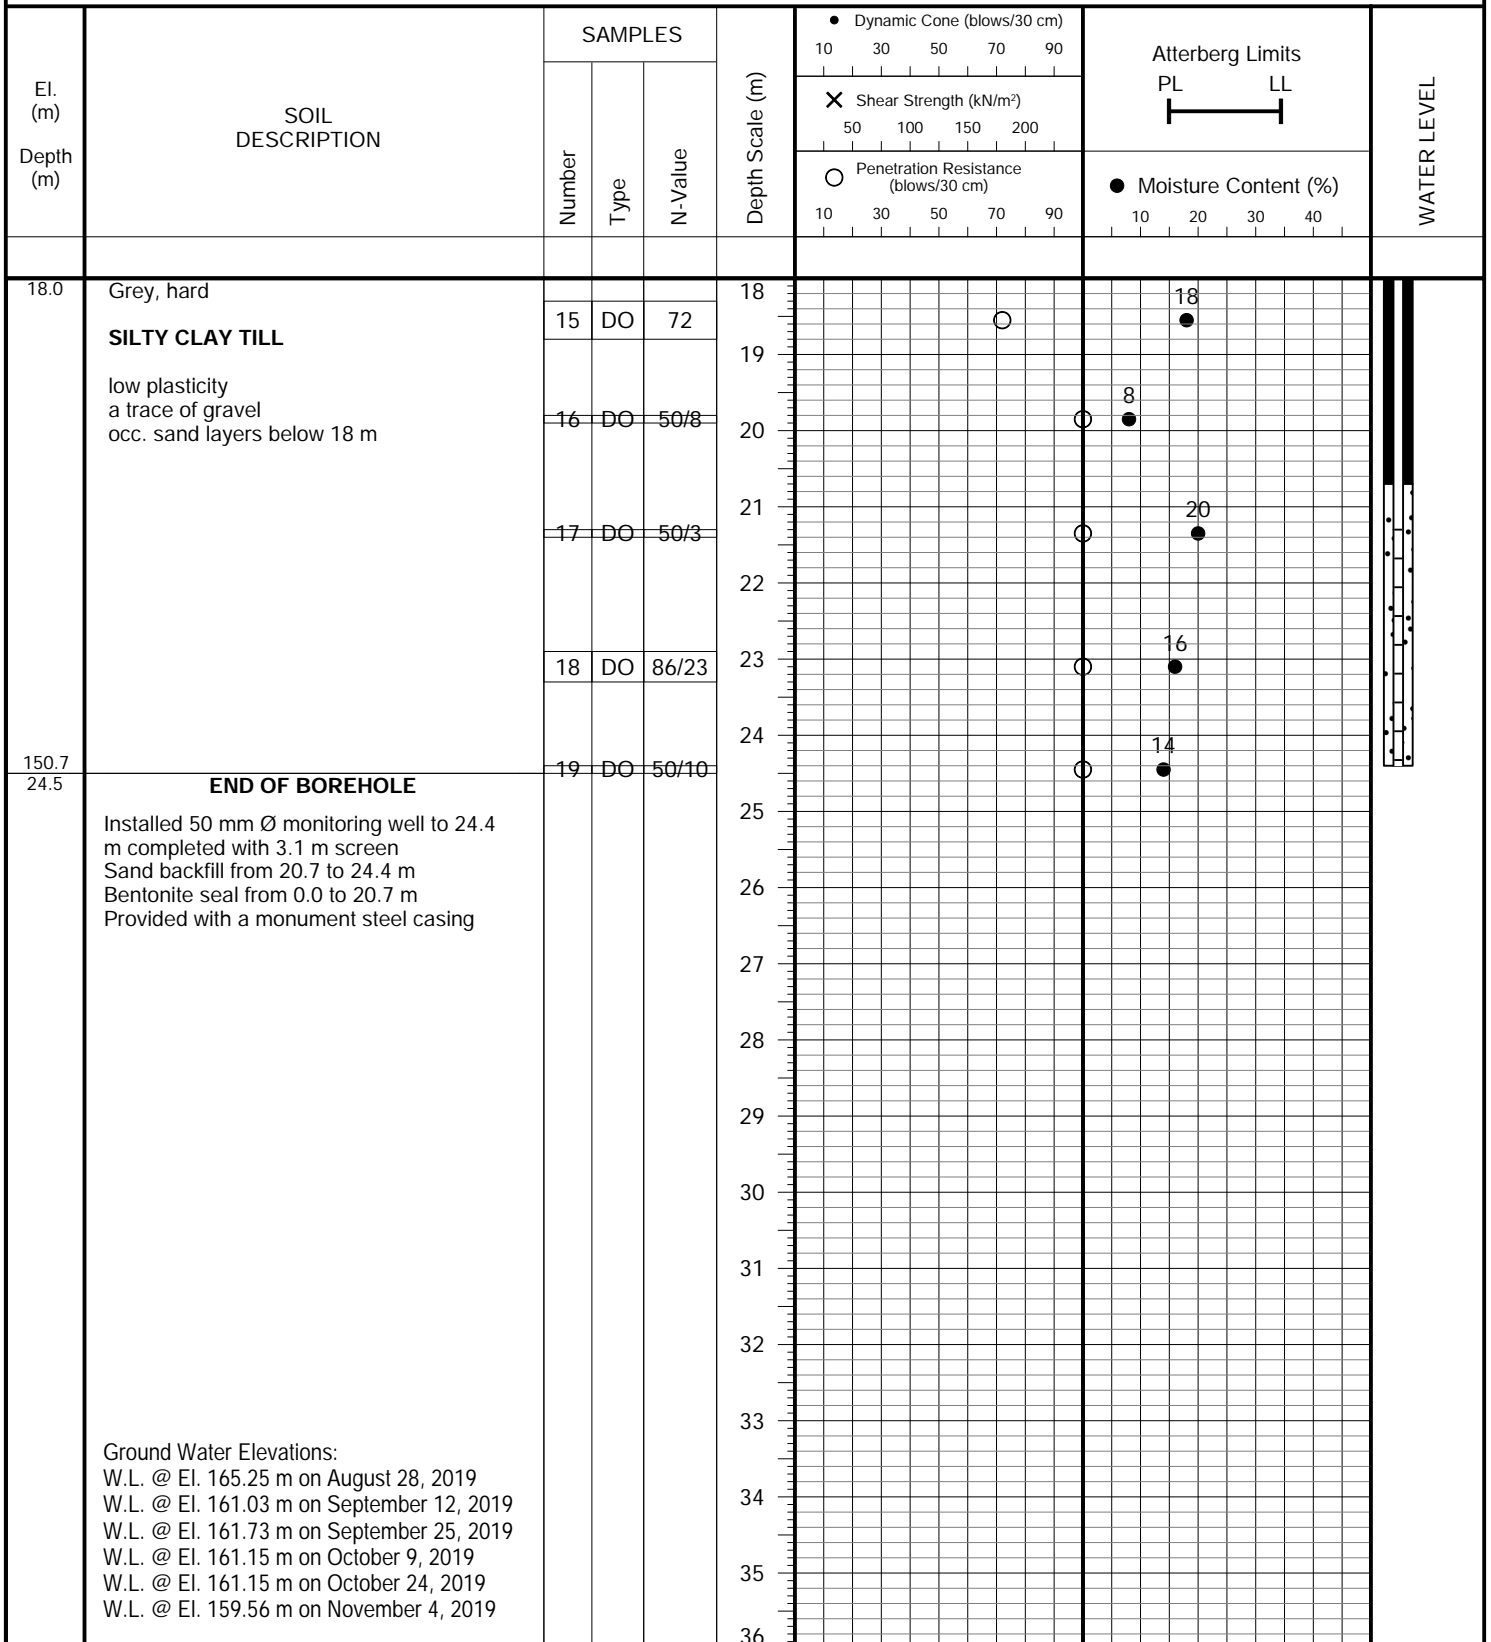 El.
(m)
Depth
(m)
SOIL
DESCRIPTION
SAMPLES
Number
Type
N-Value
Depth Scale (m)
Dynamic Cone (blows/30 cm)
10 30 50 70 90
Shear Strength (kN/m²)
50 100 150 200
Penetration Resistance
(blows/30 cm)
10 30 50 70 90
Atterberg Limits
PL LL
Moisture Content (%)
10 20 30 40
WATER LEVEL
18.0 Grey, hard
SILTY CLAY TILL
low plasticity
a trace of gravel
occ. sand layers below 18 m
15 DO 72
16 DO 50/8
17 DO 50/3
18 DO 86/23
19 DO 50/10
150.7
24.5
END OF BOREHOLE
Installed 50 mm Ø monitoring well to 24.4
m completed with 3.1 m screen
Sand backfill from 20.7 to 24.4 m
Bentonite seal from 0.0 to 20.7 m
Provided with a monument steel casing
Ground Water Elevations:
W.L. @ El. 165.25 m on August 28, 2019
W.L. @ El. 161.03 m on September 12, 2019
W.L. @ El. 161.73 m on September 25, 2019
W.L. @ El. 161.15 m on October 9, 2019
W.L. @ El. 161.15 m on October 24, 2019
W.L. @ El. 159.56 m on November 4, 2019
18
19
20
21
22
23
24
25
26
27
28
29
30
31
32
33
34
35
36
18
8
20
16
14